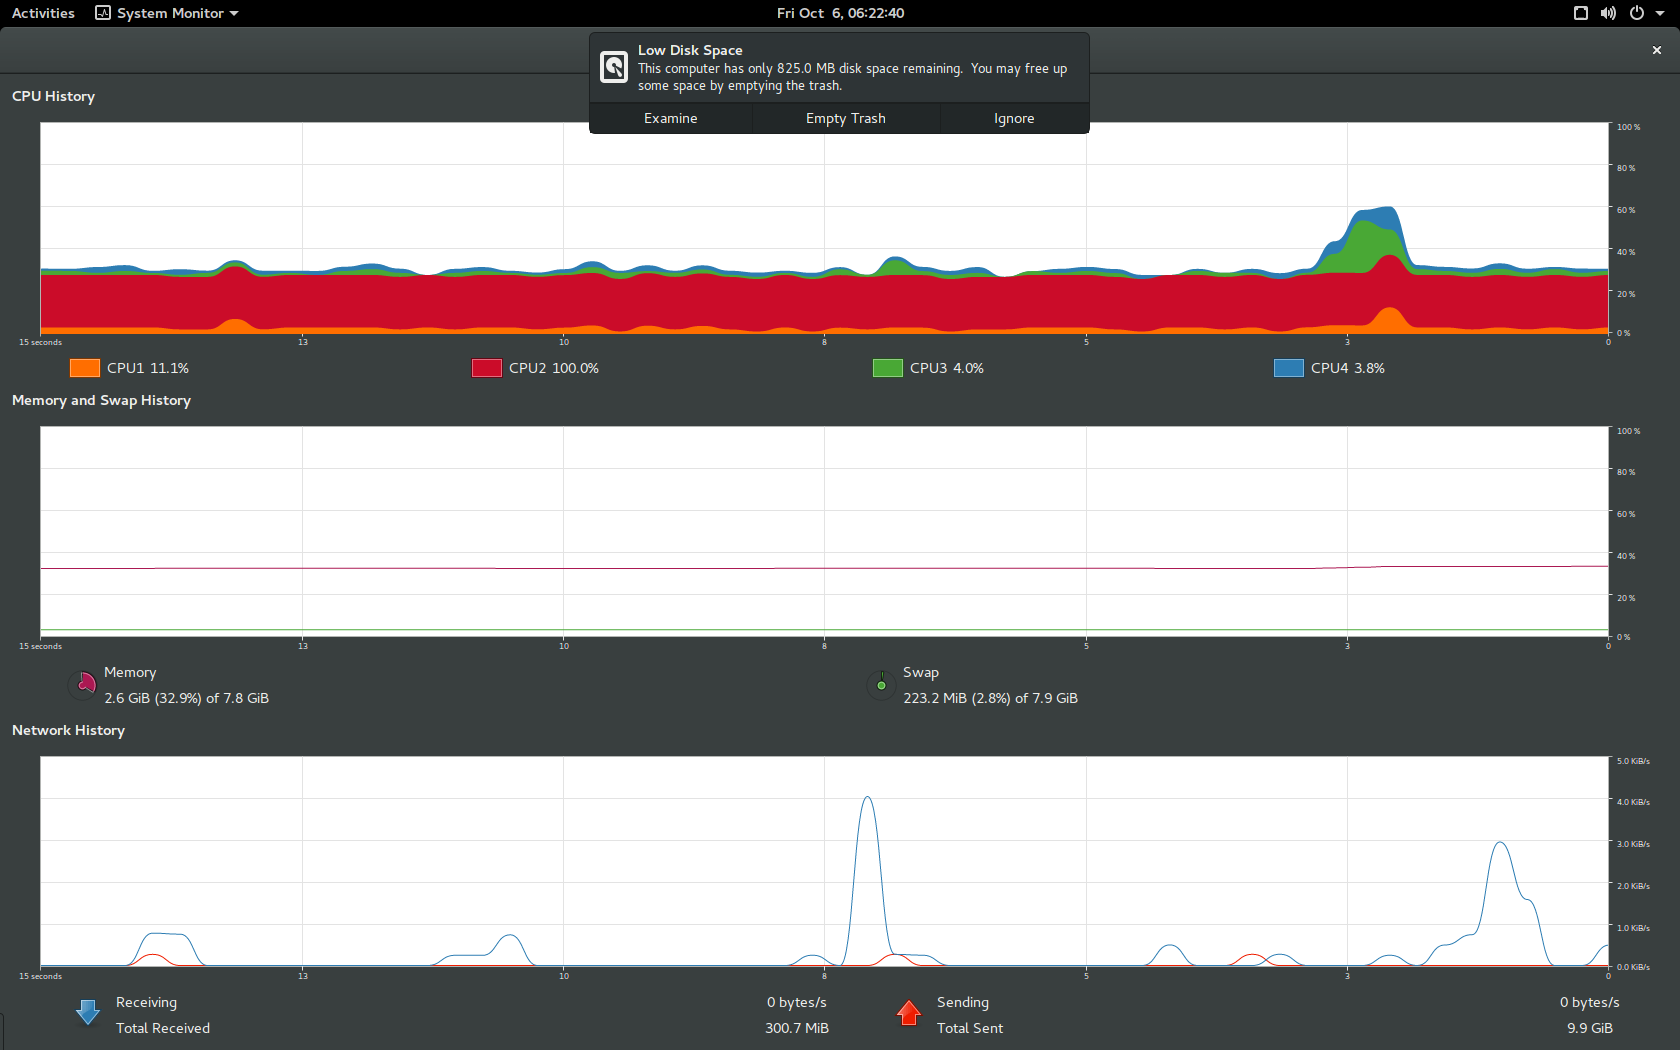 Activities System Monitor Fri Oct 6, 06:22:40
Low Disk Space
This computer has only 825.0 MB disk space remaining. You may free up
some space by emptying the trash.
Examine Empty Trash Ignore
CPU History
100 %
80 %
60 %
40 %
20 %
0 %
15 seconds 13 10 8 5 3 0
CPU1 11.1% CPU2 100.0% CPU3 4.0% CPU4 3.8%
Memory and Swap History
100 %
80 %
60 %
40 %
20 %
0 %
15 seconds 13 10 8 5 3 0
Memory
2.6 GiB (32.9%) of 7.8 GiB
Swap
223.2 MiB (2.8%) of 7.9 GiB
Network History
5.0 KiB/s
4.0 KiB/s
3.0 KiB/s
2.0 KiB/s
1.0 KiB/s
0.0 KiB/s
15 seconds 13 10 8 5 3 0
Receiving 0 bytes/s
Total Received 300.7 MiB
Sending 0 bytes/s
Total Sent 9.9 GiB